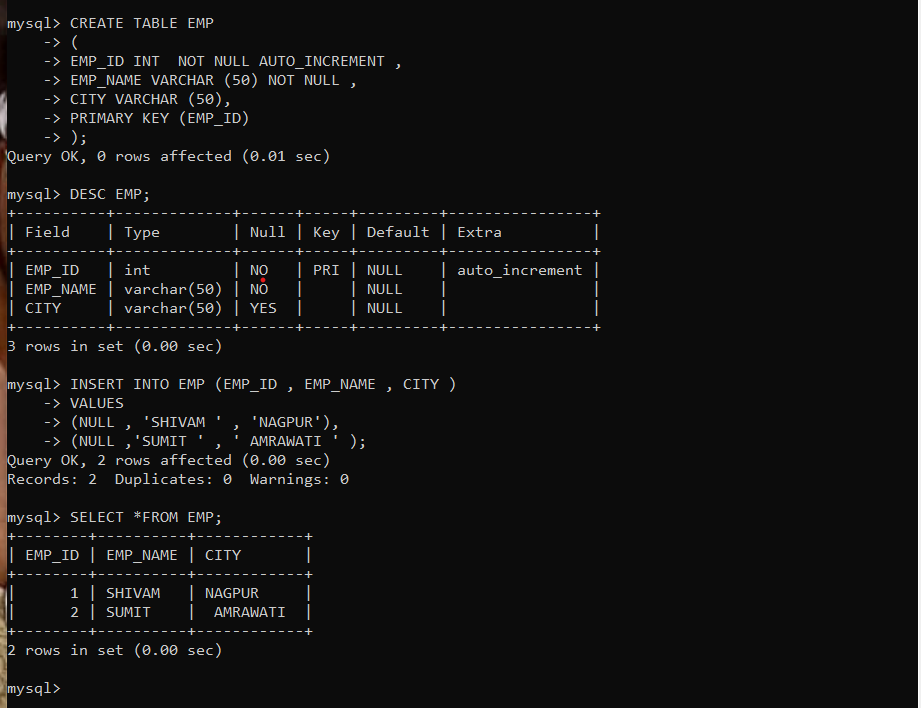 mysql> CREATE TABLE EMP
    -> (
    -> EMP_ID INT  NOT NULL AUTO_INCREMENT ,
    -> EMP_NAME VARCHAR (50) NOT NULL ,
    -> CITY VARCHAR (50),
    -> PRIMARY KEY (EMP_ID)
    -> );
Query OK, 0 rows affected (0.01 sec)

mysql> DESC EMP;
+----------+-------------+------+-----+---------+----------------+
| Field    | Type        | Null | Key | Default | Extra          |
+----------+-------------+------+-----+---------+----------------+
| EMP_ID   | int         | NO   | PRI | NULL    | auto_increment |
| EMP_NAME | varchar(50) | NO   |     | NULL    |                |
| CITY     | varchar(50) | YES  |     | NULL    |                |
+----------+-------------+------+-----+---------+----------------+
3 rows in set (0.00 sec)

mysql> INSERT INTO EMP (EMP_ID , EMP_NAME , CITY )
    -> VALUES
    -> (NULL , 'SHIVAM ' , 'NAGPUR'),
    -> (NULL ,'SUMIT ' , ' AMRAWATI ' );
Query OK, 2 rows affected (0.00 sec)
Records: 2  Duplicates: 0  Warnings: 0

mysql> SELECT *FROM EMP;
+--------+----------+------------+
| EMP_ID | EMP_NAME | CITY       |
+--------+----------+------------+
|      1 | SHIVAM   | NAGPUR     |
|      2 | SUMIT    |  AMRAWATI  |
+--------+----------+------------+
2 rows in set (0.00 sec)

mysql>